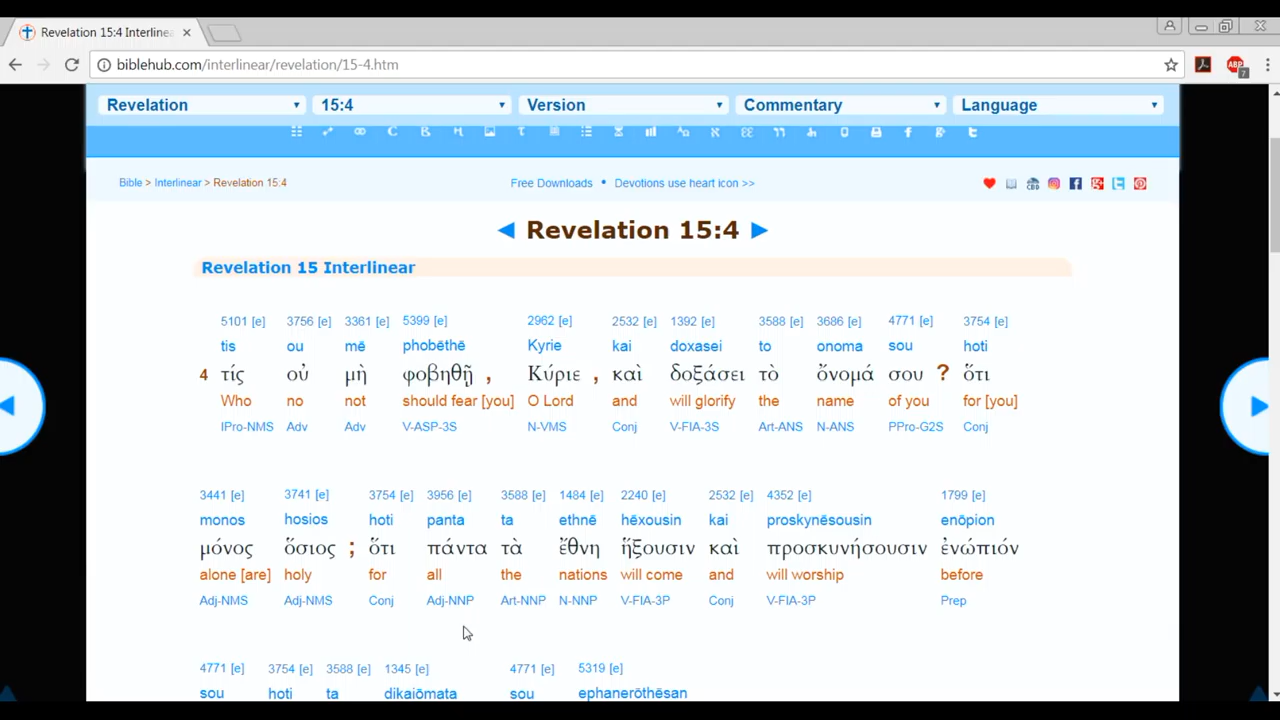 Revelation 15:4 Interline
biblehub.com/interlinear/revelation/15-4.htm
ABP
7
Revelation 15:4 Version Commentary Language
Bible > Interlinear > Revelation 15:4
Free Downloads • Devotions use heart icon >>
◄ Revelation 15:4 ►
Revelation 15 Interlinear
5101 [e] 3756 [e] 3361 [e] 5399 [e] 2962 [e] 2532 [e] 1392 [e] 3588 [e] 3686 [e] 4771 [e] 3754 [e]
tis ou mē phobēthē Kyrie kai doxasei to onoma sou hoti
4 τίς οὐ μὴ φοβηθῇ , Κύριε , καὶ δοξάσει τὸ ὄνομά σου ? ὅτι
Who no not should fear [you] O Lord and will glorify the name of you for [you]
IPro-NMS Adv Adv V-ASP-3S N-VMS Conj V-FIA-3S Art-ANS N-ANS PPro-G2S Conj
3441 [e] 3741 [e] 3754 [e] 3956 [e] 3588 [e] 1484 [e] 2240 [e] 2532 [e] 4352 [e] 1799 [e]
monos hosios hoti panta ta ethnē hēxousin kai proskynēsousin enōpion
μόνος ὅσιος ; ὅτι πάντα τὰ ἔθνη ἥξουσιν καὶ προσκυνήσουσιν ἐνώπιόν
alone [are] holy for all the nations will come and will worship before
Adj-NMS Adj-NMS Conj Adj-NNP Art-NNP N-NNP V-FIA-3P Conj V-FIA-3P Prep
4771 [e] 3754 [e] 3588 [e] 1345 [e] 4771 [e] 5319 [e]
sou hoti ta dikaiōmata sou ephanerōthēsan